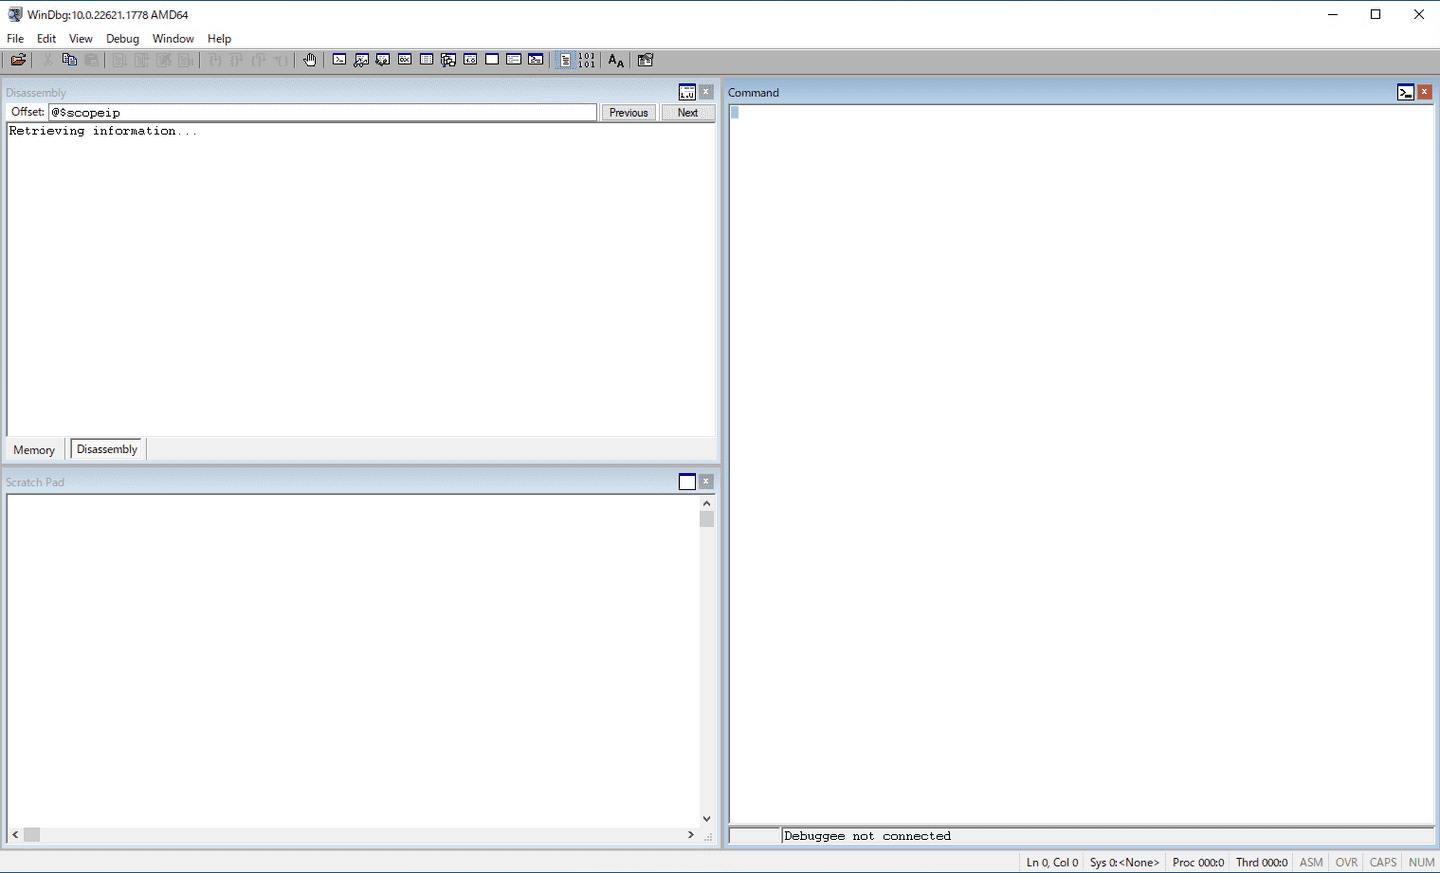 WinDbg:10.0.22621.1778 AMD64
File Edit View Debug Window Help
Disassembly
Offset: @$scopeip Previous Next
Retrieving information...
Memory Disassembly
Scratch Pad
Command
Debuggee not connected
Ln 0, Col 0 Sys 0:<None> Proc 000:0 Thrd 000:0 ASM OVR CAPS NUM